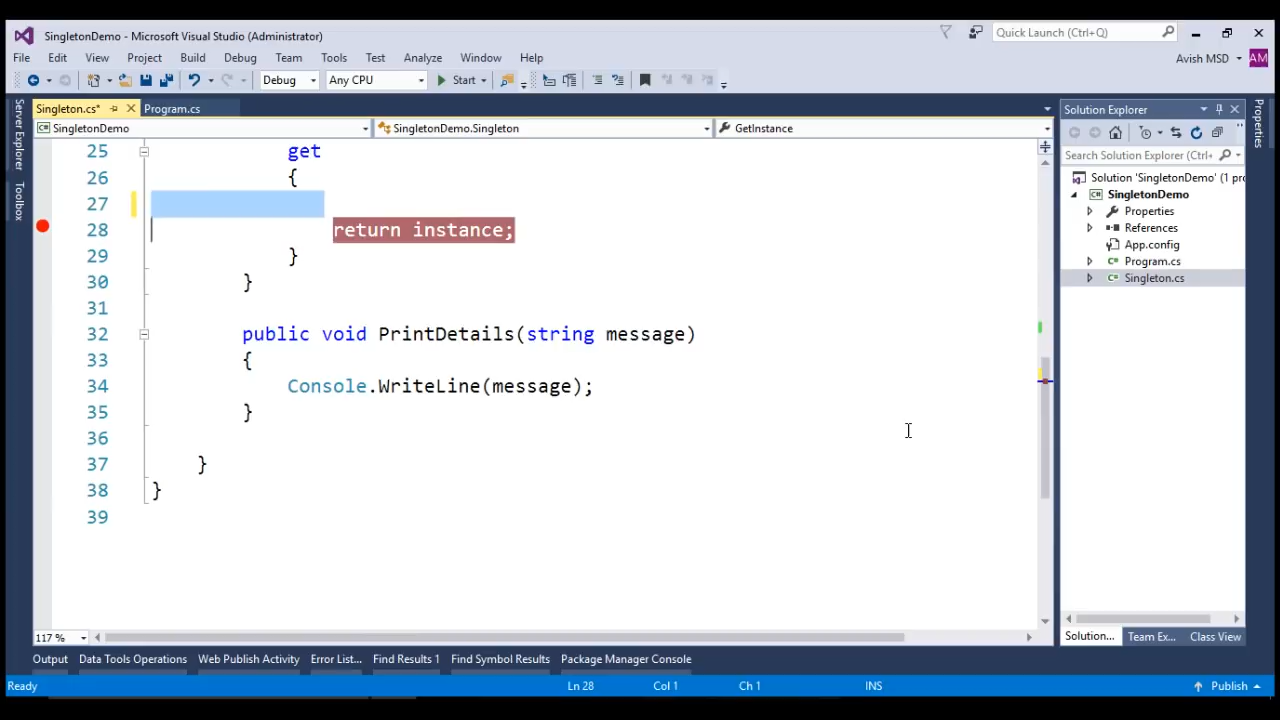 SingletonDemo - Microsoft Visual Studio (Administrator)
Quick Launch (Ctrl+Q)
File Edit View Project Build Debug Team Tools Test Analyze Window Help
Avish MSD AM
Debug Any CPU Start
Server Explorer
Toolbox
Singleton.cs* Program.cs
SingletonDemo SingletonDemo.Singleton GetInstance
25 get
26 {
27
28 return instance;
29 }
30 }
31
32 public void PrintDetails(string message)
33 {
34 Console.WriteLine(message);
35 }
36
37 }
38 }
39
117 %
Solution Explorer
Search Solution Explorer (Ctrl+
Solution 'SingletonDemo' (1 pro
SingletonDemo
Properties
References
App.config
Program.cs
Singleton.cs
Solution... Team Ex... Class View
Properties
Output Data Tools Operations Web Publish Activity Error List... Find Results 1 Find Symbol Results Package Manager Console
Ready Ln 28 Col 1 Ch 1 INS Publish